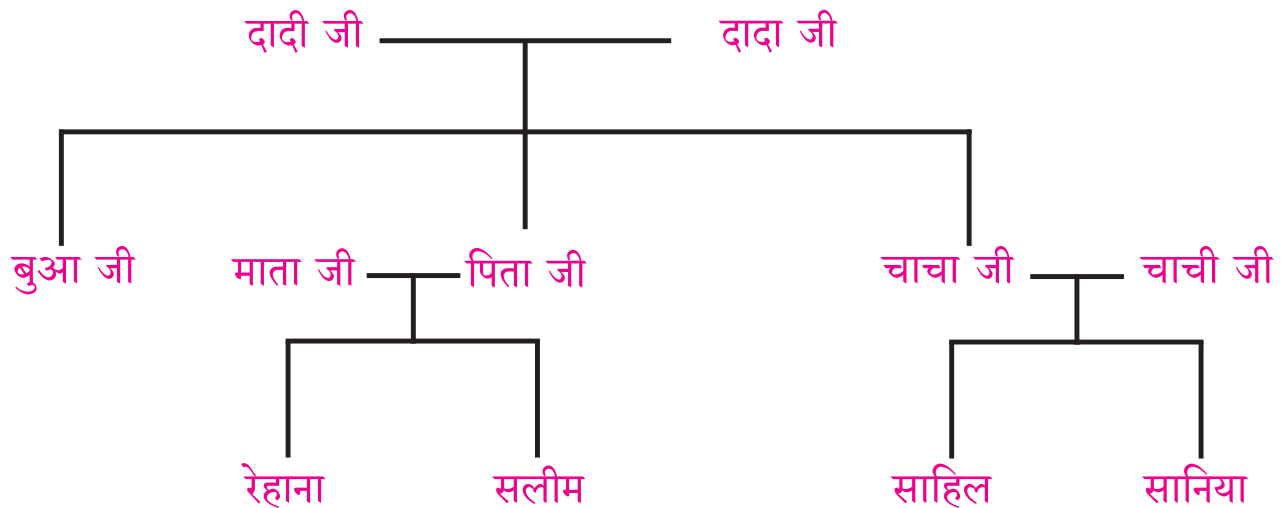 दादी जी दादा जी
बुआ जी माता जी पिता जी चाचा जी चाची जी
रेहाना सलीम साहिल सानिया